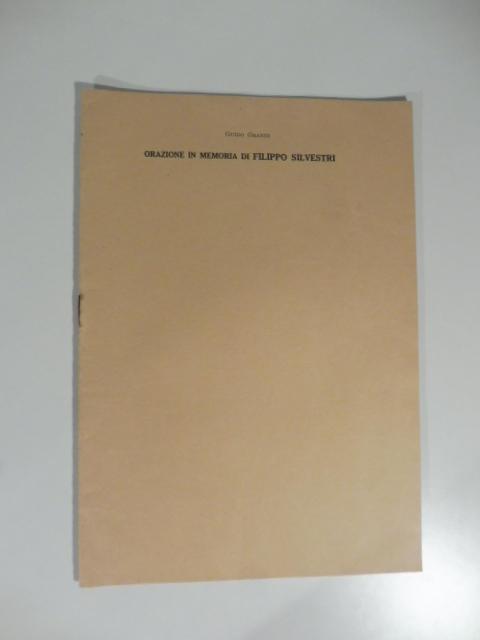 Guido Grandi
ORAZIONE IN MEMORIA DI FILIPPO SILVESTRI